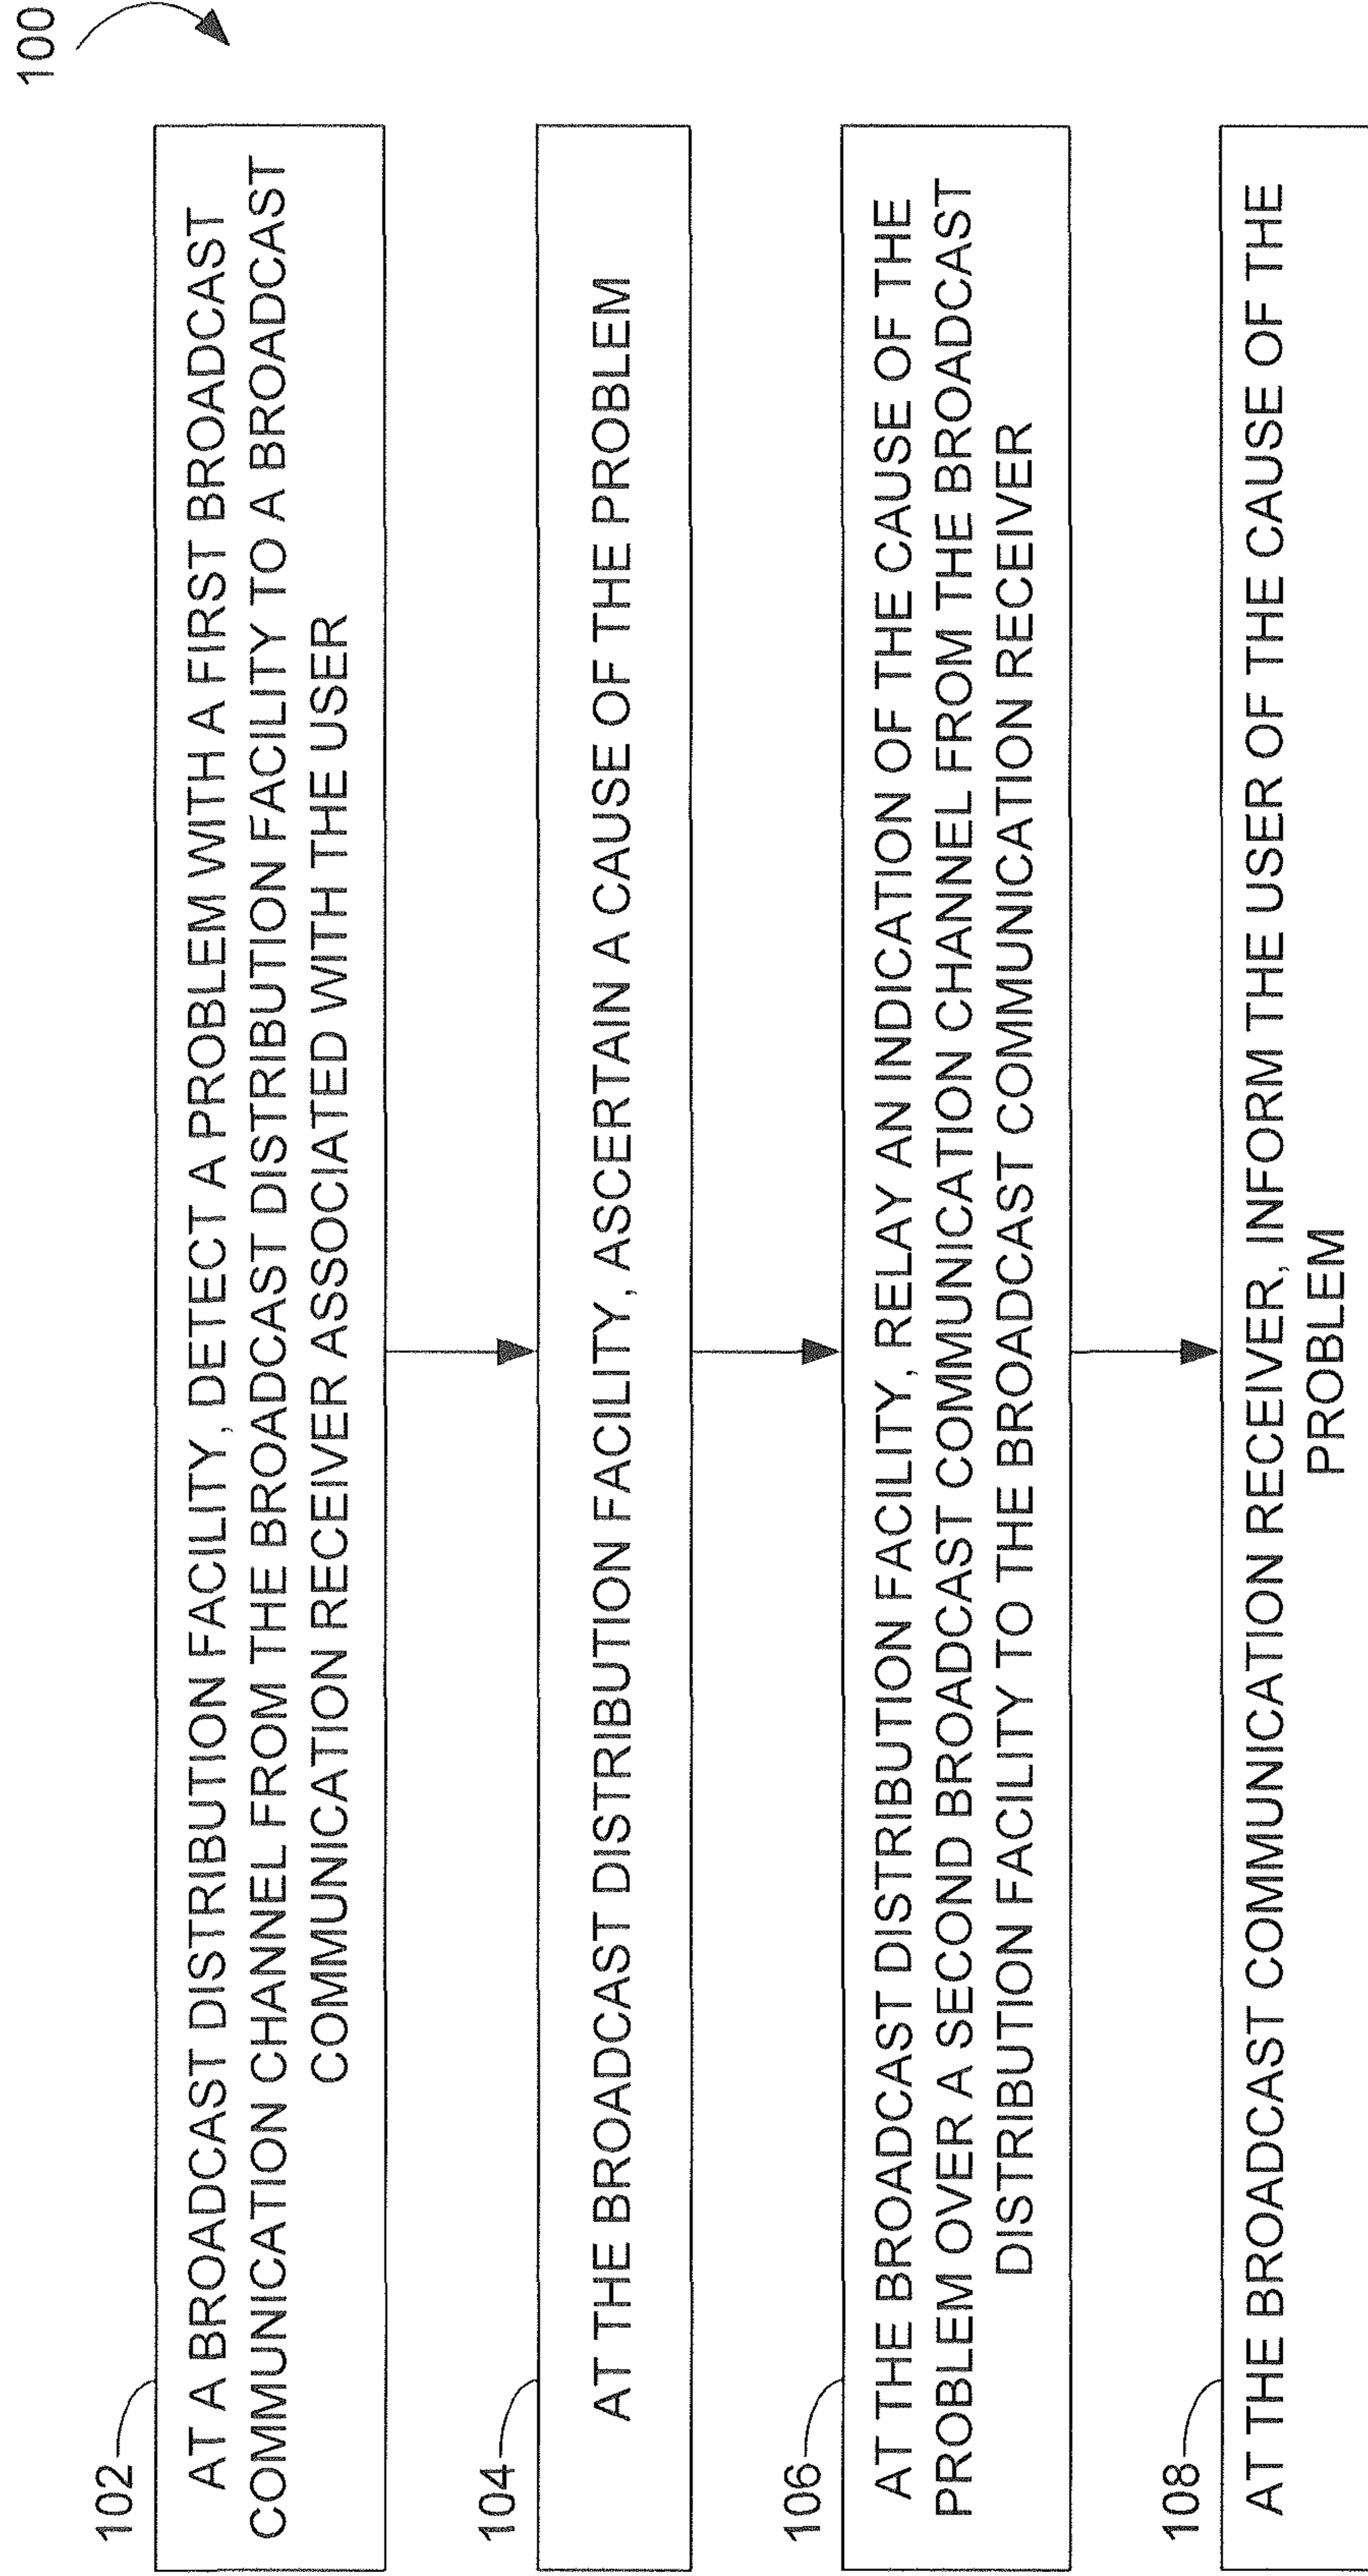 100
102
AT A BROADCAST DISTRIBUTION FACILITY, DETECT A PROBLEM WITH A FIRST BROADCAST
COMMUNICATION CHANNEL FROM THE BROADCAST DISTRIBUTION FACILITY TO A BROADCAST
COMMUNICATION RECEIVER ASSOCIATED WITH THE USER
104
AT THE BROADCAST DISTRIBUTION FACILITY, ASCERTAIN A CAUSE OF THE PROBLEM
106
AT THE BROADCAST DISTRIBUTION FACILITY, RELAY AN INDICATION OF THE CAUSE OF THE
PROBLEM OVER A SECOND BROADCAST COMMUNICATION CHANNEL FROM THE BROADCAST
DISTRIBUTION FACILITY TO THE BROADCAST COMMUNICATION RECEIVER
108
AT THE BROADCAST COMMUNICATION RECEIVER, INFORM THE USER OF THE CAUSE OF THE
PROBLEM